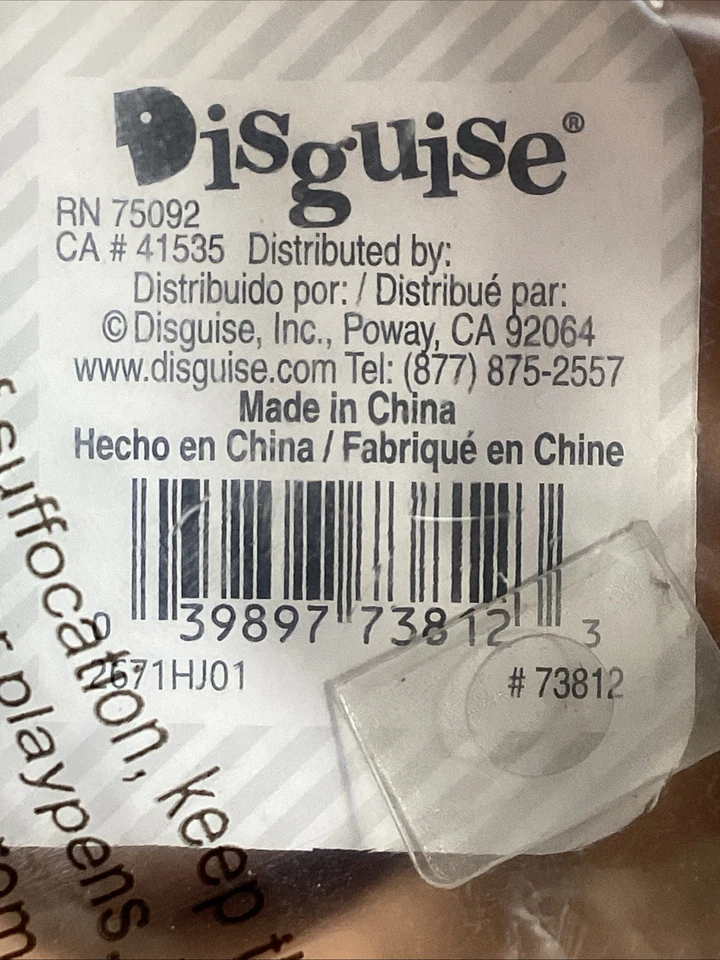 Disguise®
RN 75092
CA # 41535 Distributed by:
Distribuido por: / Distribué par:
© Disguise, Inc., Poway, CA 92064
www.disguise.com Tel: (877) 875-2557
Made in China
Hecho en China / Fabriqué en Chine
0 39897 73812 3
2671HJ01 # 73812
suffocation, keep
playpens.